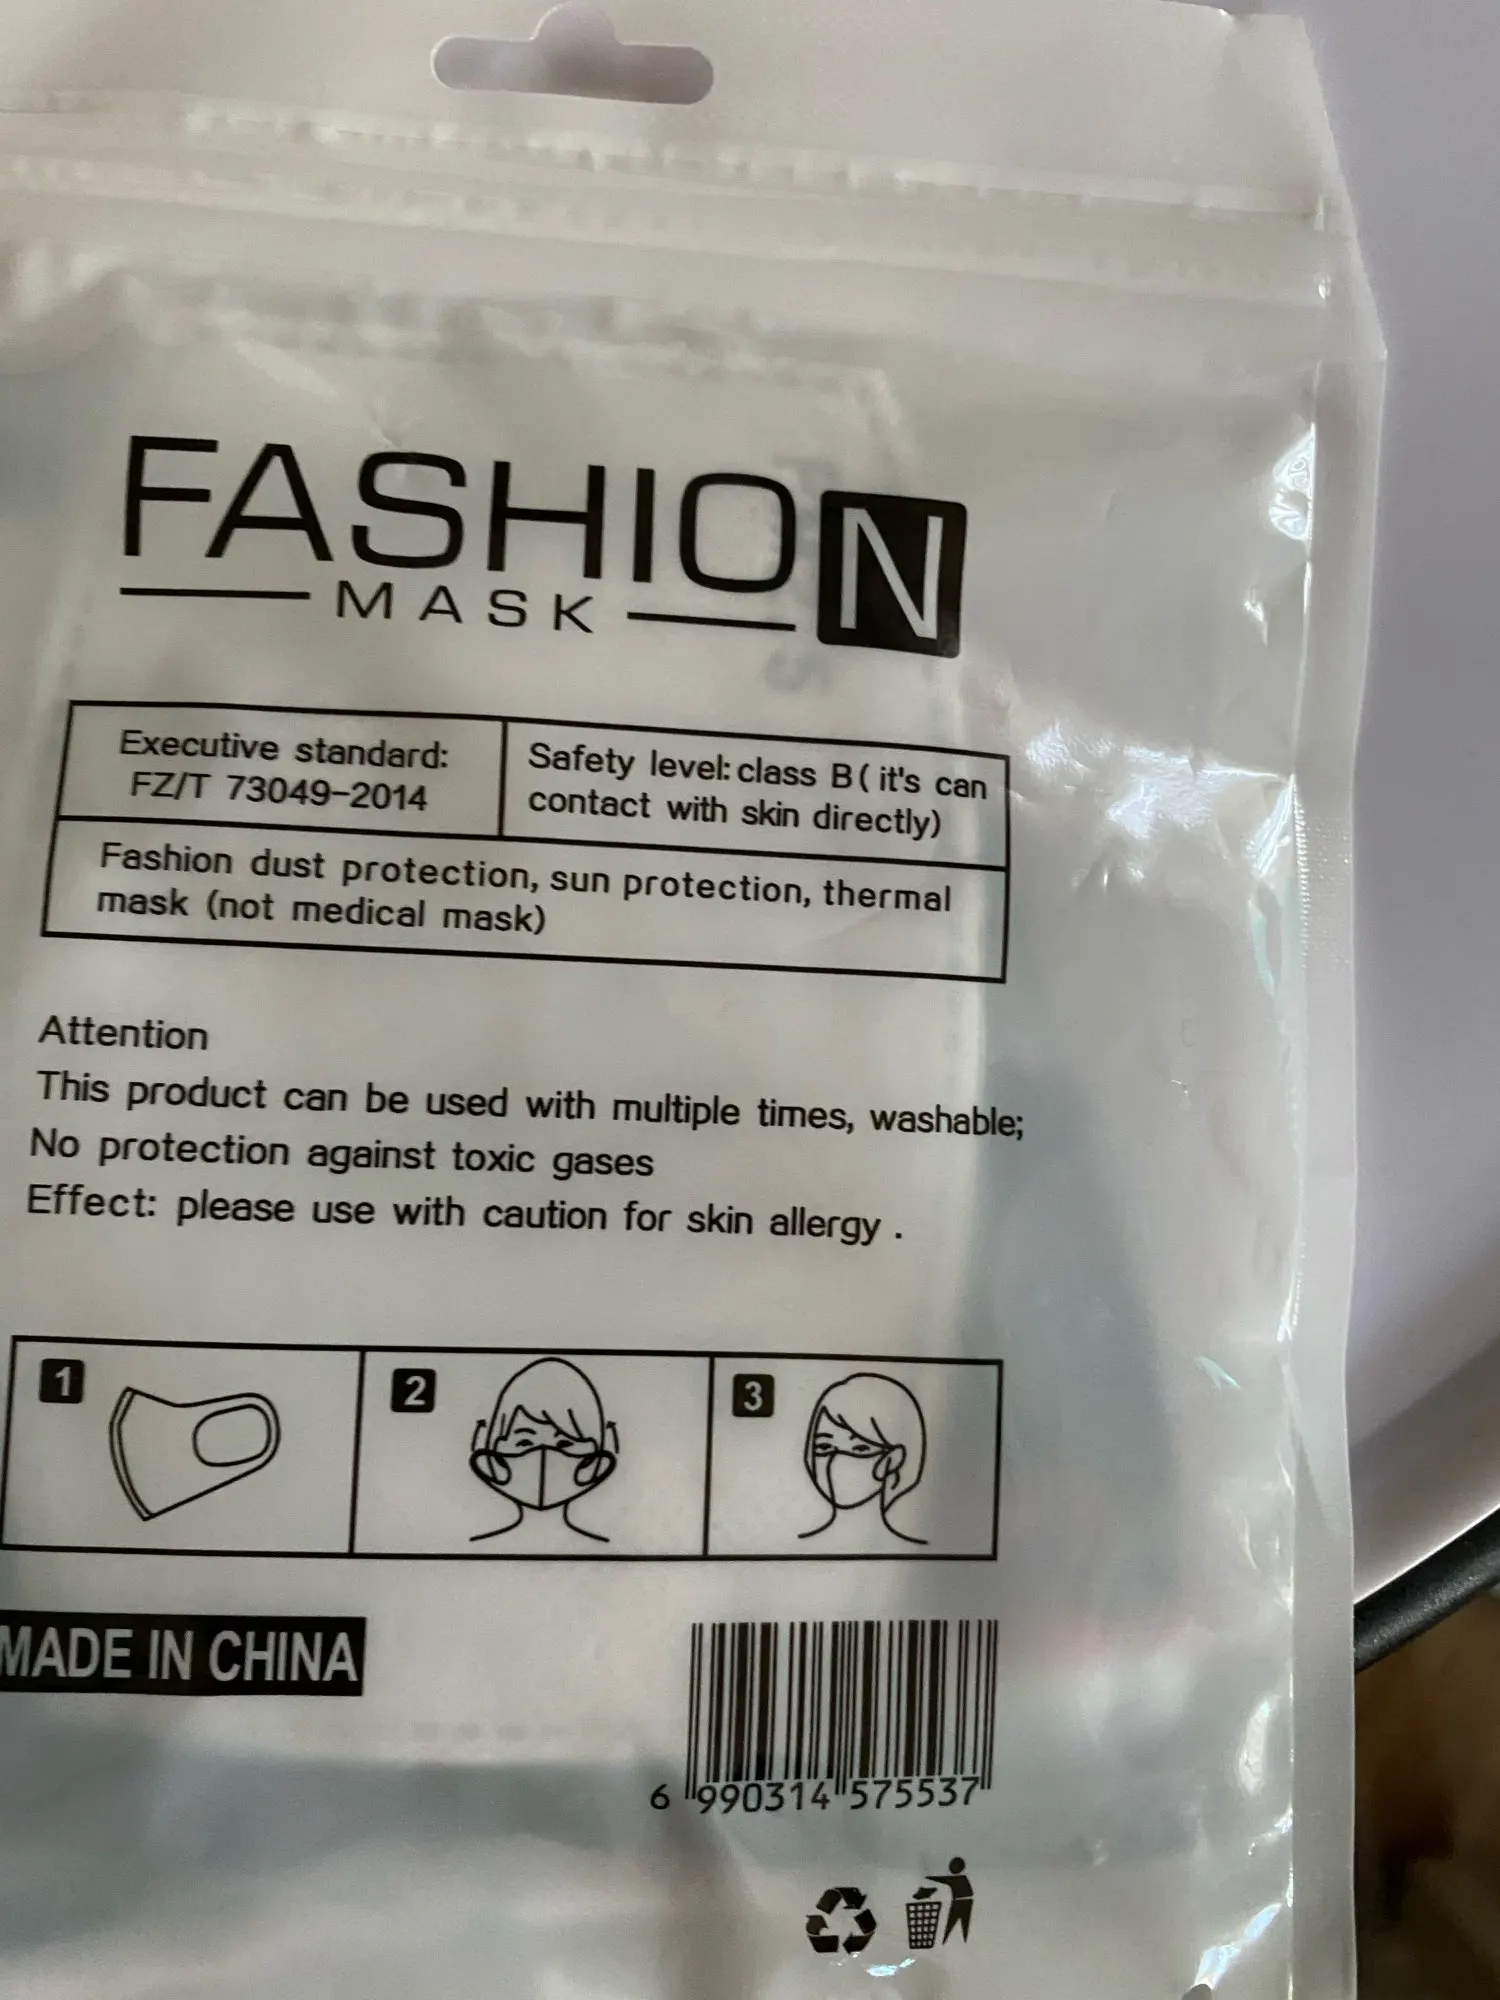 FASHION
MASK
Executive standard:
FZ/T 73049-2014
Safety level: class B ( it's can
contact with skin directly)
Fashion dust protection, sun protection, thermal
mask (not medical mask)
Attention
This product can be used with multiple times, washable;
No protection against toxic gases
Effect: please use with caution for skin allergy .
1
2
3
MADE IN CHINA
6 990314 575537